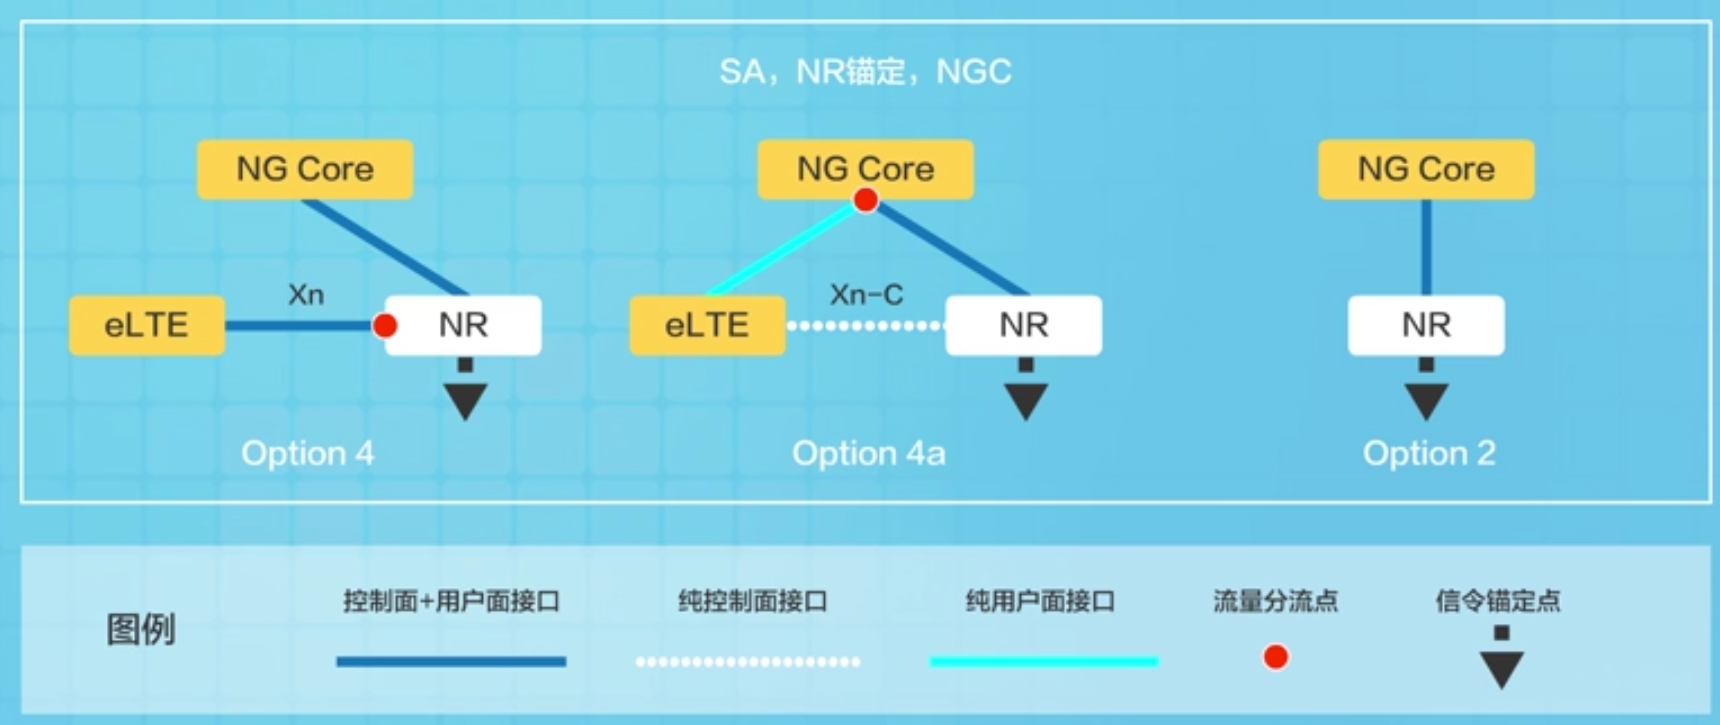 SA，NR锚定，NGC
NG Core
NG Core
NG Core
Xn
Xn-C
eLTE
NR
eLTE
NR
NR
Option 4
Option 4a
Option 2
图例
控制面+用户面接口
纯控制面接口
纯用户面接口
流量分流点
信令锚定点